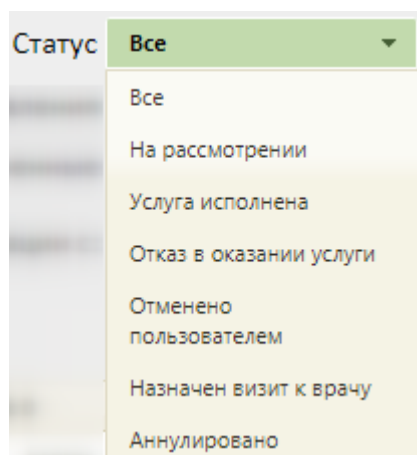 Статус Все
Все
На рассмотрении
Услуга исполнена
Отказ в оказании услуги
Отменено
пользователем
Назначен визит к врачу
Аннулировано